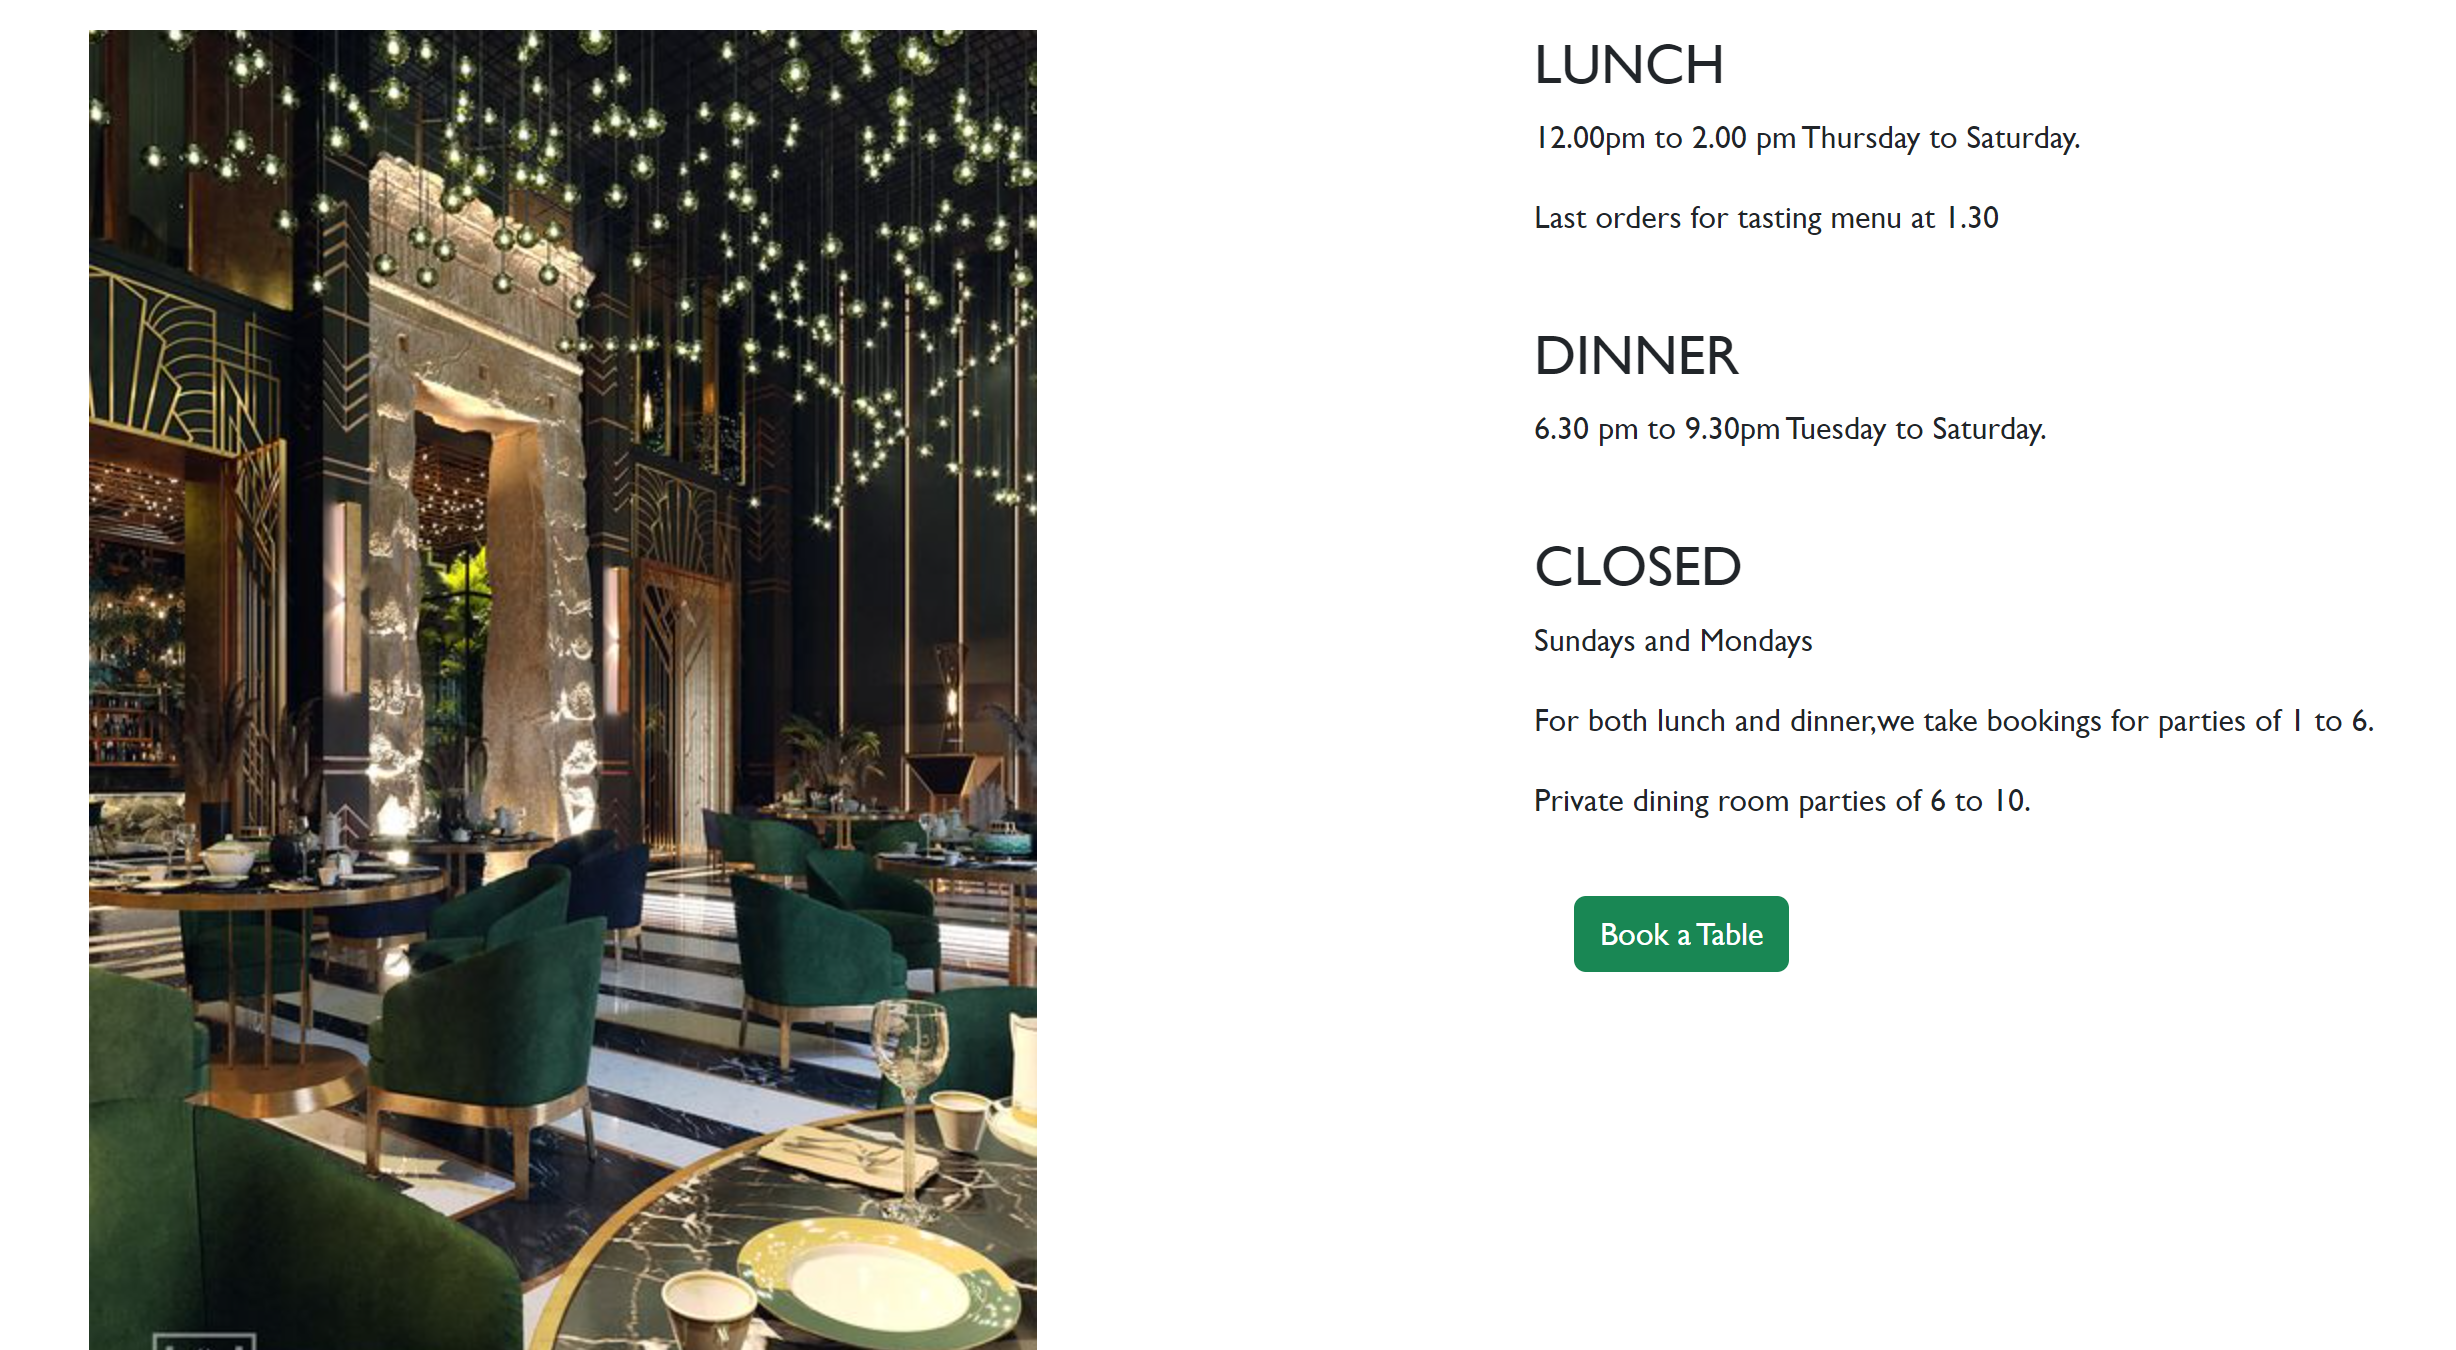 LUNCH
12.00pm to 2.00 pm Thursday to Saturday.
Last orders for tasting menu at 1.30
DINNER
6.30 pm to 9.30pm Tuesday to Saturday.
CLOSED
Sundays and Mondays
For both lunch and dinner,we take bookings for parties of 1 to 6.
Private dining room parties of 6 to 10.
Book a Table